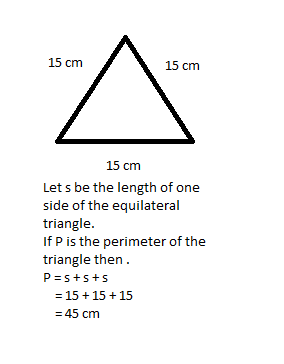 15 cm
15 cm
15 cm
Let s be the length of one
side of the equilateral
triangle.
If P is the perimeter of the
triangle then .
P = s + s + s
= 15 + 15 + 15
= 45 cm